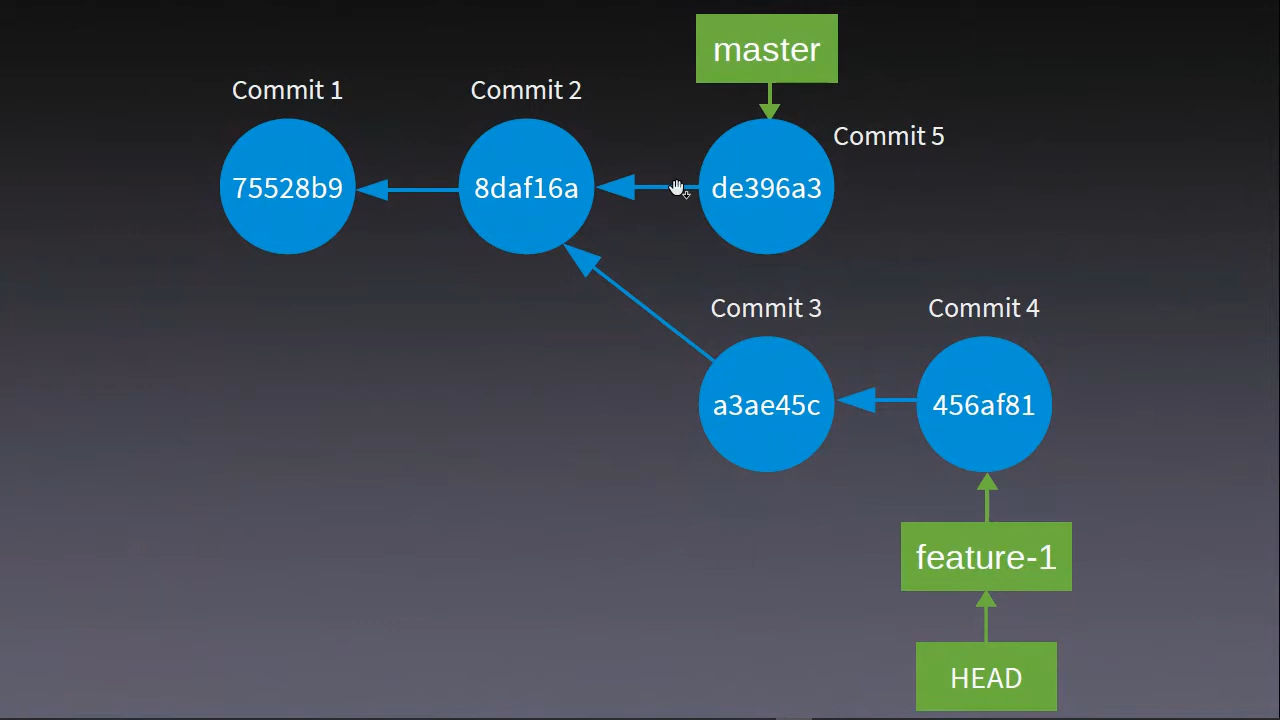 master
Commit 1
Commit 2
Commit 5
75528b9
8daf16a
de396a3
Commit 3
Commit 4
a3ae45c
456af81
feature-1
HEAD